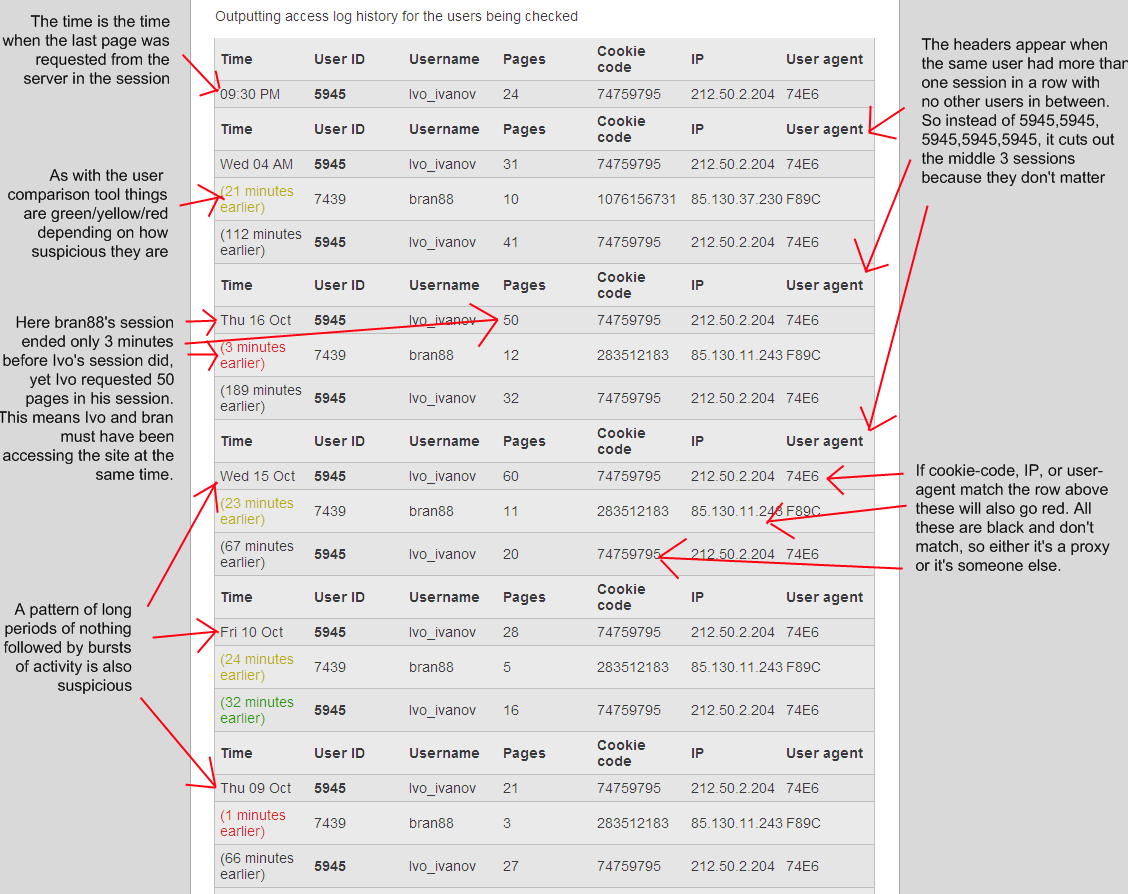 Outputting access log history for the users being checked
The time is the time
when the last page was
requested from the
server in the session
As with the user
comparison tool things
are green/yellow/red
depending on how
suspicious they are
Here bran88's session
ended only 3 minutes
before Ivo's session did,
yet Ivo requested 50
pages in his session.
This means Ivo and bran
must have been
accessing the site at the
same time.
A pattern of long
periods of nothing
followed by bursts
of activity is also
suspicious
Time User ID Username Pages Cookie code IP User agent
09:30 PM 5945 Ivo_ivanov 24 74759795 212.50.2.204 74E6
Time User ID Username Pages Cookie code IP User agent
Wed 04 AM 5945 Ivo_ivanov 31 74759795 212.50.2.204 74E6
(21 minutes earlier) 7439 bran88 10 1076156731 85.130.37.230 F89C
(112 minutes earlier) 5945 Ivo_ivanov 41 74759795 212.50.2.204 74E6
Time User ID Username Pages Cookie code IP User agent
Thu 16 Oct 5945 Ivo_ivanov 50 74759795 212.50.2.204 74E6
(3 minutes earlier) 7439 bran88 12 283512183 85.130.11.243 F89C
(189 minutes earlier) 5945 Ivo_ivanov 32 74759795 212.50.2.204 74E6
Time User ID Username Pages Cookie code IP User agent
Wed 15 Oct 5945 Ivo_ivanov 60 74759795 212.50.2.204 74E6
(23 minutes earlier) 7439 bran88 11 283512183 85.130.11.243 F89C
(67 minutes earlier) 5945 Ivo_ivanov 20 74759795 212.50.2.204 74E6
Time User ID Username Pages Cookie code IP User agent
Fri 10 Oct 5945 Ivo_ivanov 28 74759795 212.50.2.204 74E6
(24 minutes earlier) 7439 bran88 5 283512183 85.130.11.243 F89C
(32 minutes earlier) 5945 Ivo_ivanov 16 74759795 212.50.2.204 74E6
Time User ID Username Pages Cookie code IP User agent
Thu 09 Oct 5945 Ivo_ivanov 21 74759795 212.50.2.204 74E6
(1 minutes earlier) 7439 bran88 3 283512183 85.130.11.243 F89C
(66 minutes earlier) 5945 Ivo_ivanov 27 74759795 212.50.2.204 74E6
The headers appear when
the same user had more than
one session in a row with
no other users in between.
So instead of 5945,5945,
5945,5945,5945, it cuts out
the middle 3 sessions
because they don't matter
If cookie-code, IP, or user-
agent match the row above
these will also go red. All
these are black and don't
match, so either it's a proxy
or it's someone else.